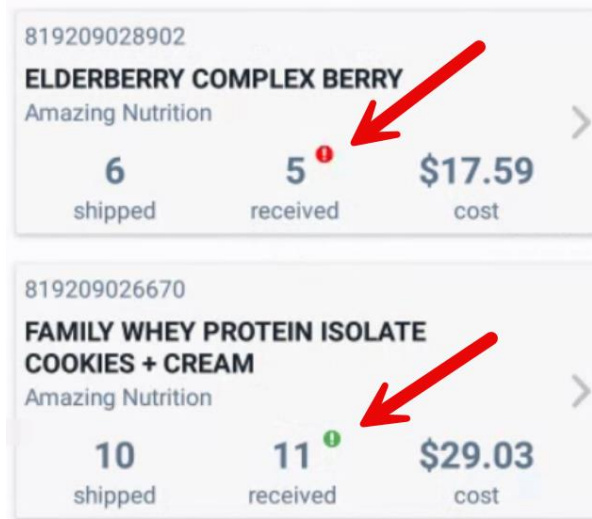 819209028902
ELDERBERRY COMPLEX BERRY
Amazing Nutrition
6 5 $17.59
shipped received cost
819209026670
FAMILY WHEY PROTEIN ISOLATE
COOKIES + CREAM
Amazing Nutrition
10 11 $29.03
shipped received cost